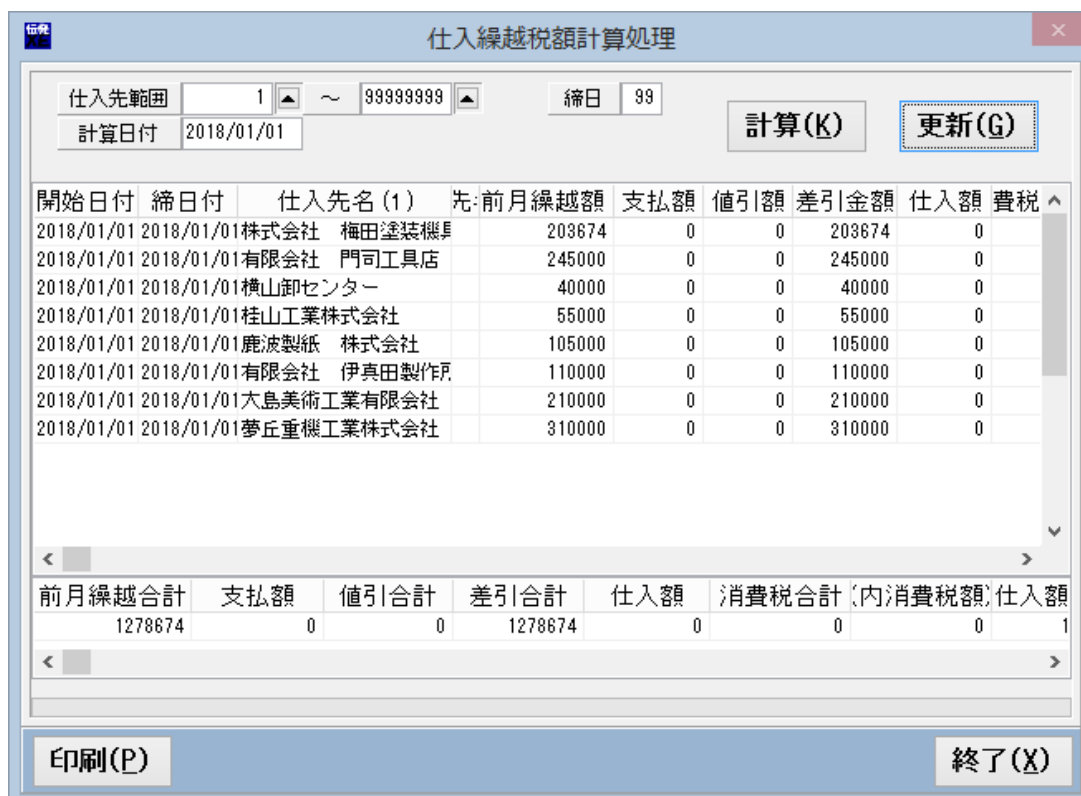 仕入繰越税額計算処理
仕入先範囲 1 ～ 99999999 締日 99
計算日付 2018/01/01
計算(K) 更新(G)
開始日付 締日付 仕入先名(1) 先 前月繰越額 支払額 値引額 差引金額 仕入額 費税
2018/01/01 2018/01/01 株式会社 梅田塗装機具 203674 0 0 203674 0
2018/01/01 2018/01/01 有限会社 門司工具店 245000 0 0 245000 0
2018/01/01 2018/01/01 横山卸センター 40000 0 0 40000 0
2018/01/01 2018/01/01 桂山工業株式会社 55000 0 0 55000 0
2018/01/01 2018/01/01 鹿波製紙 株式会社 105000 0 0 105000 0
2018/01/01 2018/01/01 有限会社 伊真田製作所 110000 0 0 110000 0
2018/01/01 2018/01/01 大島美術工業有限会社 210000 0 0 210000 0
2018/01/01 2018/01/01 夢丘重機工業株式会社 310000 0 0 310000 0
前月繰越合計 支払額 値引合計 差引合計 仕入額 消費税合計 (内消費税額) 仕入額
1278674 0 0 1278674 0 0 0 1
印刷(P) 終了(X)